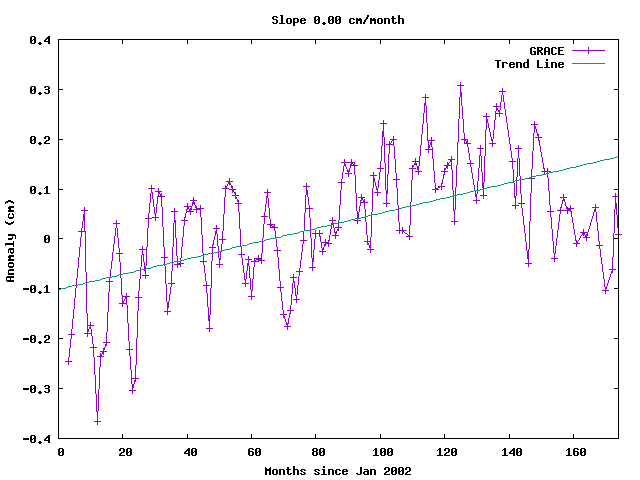 Slope 0.00 cm/month
GRACE
Trend Line
0.4
0.3
0.2
0.1
0
-0.1
-0.2
-0.3
-0.4
Anomaly (cm)
0 20 40 60 80 100 120 140 160
Months since Jan 2002